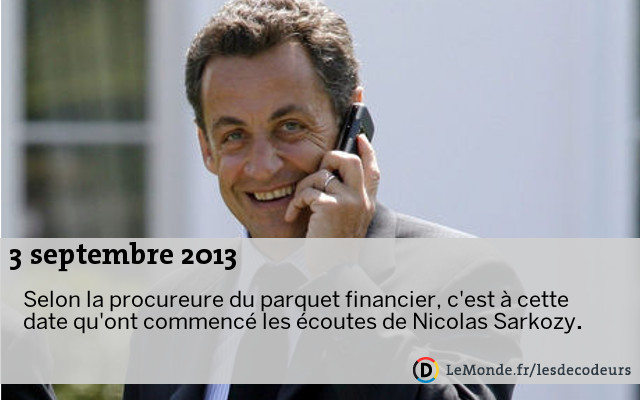 3 septembre 2013
Selon la procureure du parquet financier, c'est à cette
date qu'ont commencé les écoutes de Nicolas Sarkozy.
D LeMonde.fr/lesdecodeurs